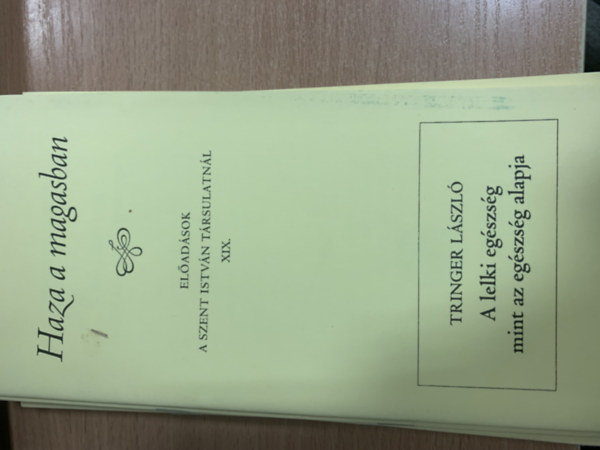 Haza a magasban
ELŐADÁSOK
A SZENT ISTVÁN TÁRSULATNÁL
XIX.
TRINGER LÁSZLÓ
A lelki egészség
mint az egészség alapja